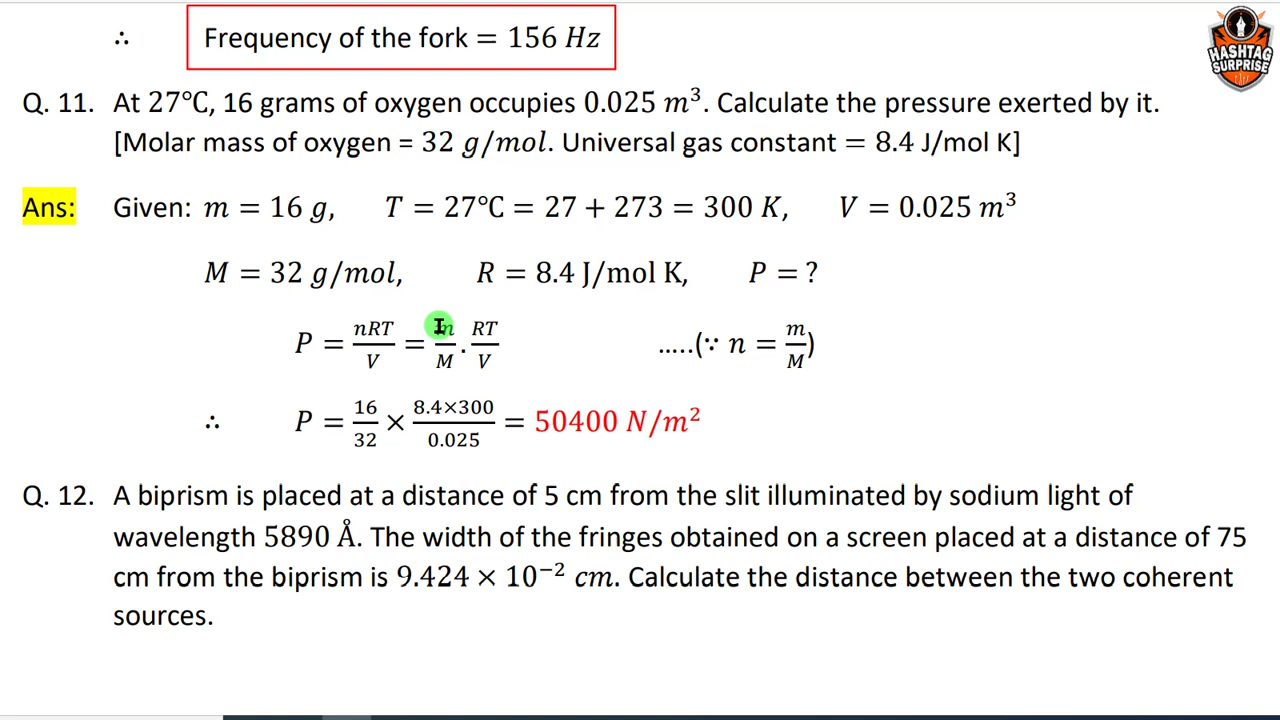 ∴ Frequency of the fork = 156 Hz
HASHTAG
SURPRISE
Q. 11. At 27°C, 16 grams of oxygen occupies 0.025 m³. Calculate the pressure exerted by it.
[Molar mass of oxygen = 32 g/mol. Universal gas constant = 8.4 J/mol K]
Ans: Given: m = 16 g, T = 27°C = 27 + 273 = 300 K, V = 0.025 m³
M = 32 g/mol, R = 8.4 J/mol K, P = ?
P = nRT/V = m/M . RT/V .....(∵ n = m/M)
∴ P = 16/32 × 8.4×300/0.025 = 50400 N/m²
Q. 12. A biprism is placed at a distance of 5 cm from the slit illuminated by sodium light of
wavelength 5890 Å. The width of the fringes obtained on a screen placed at a distance of 75
cm from the biprism is 9.424 × 10⁻² cm. Calculate the distance between the two coherent
sources.